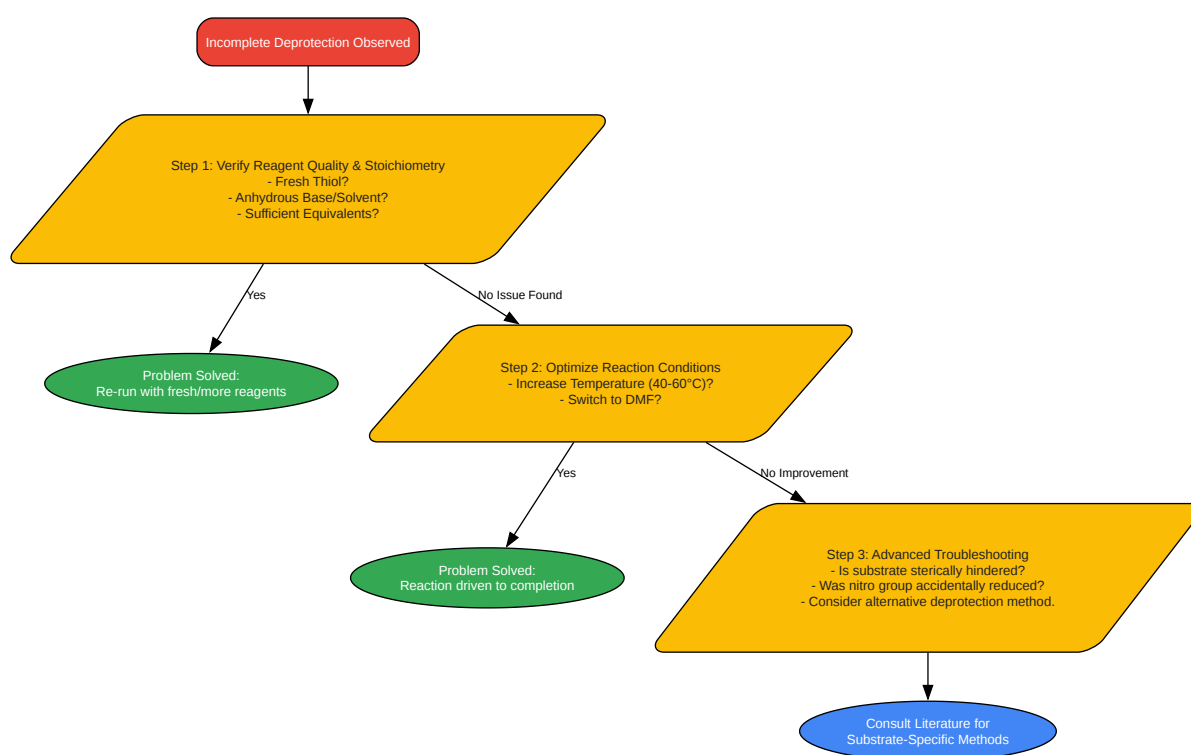 Incomplete Deprotection Observed
Step 1: Verify Reagent Quality & Stoichiometry
- Fresh Thiol?
- Anhydrous Base/Solvent?
- Sufficient Equivalents?
Yes
No Issue Found
Problem Solved:
Re-run with fresh/more reagents
Step 2: Optimize Reaction Conditions
- Increase Temperature (40-60°C)?
- Switch to DMF?
Yes
No Improvement
Problem Solved:
Reaction driven to completion
Step 3: Advanced Troubleshooting
- Is substrate sterically hindered?
- Was nitro group accidentally reduced?
- Consider alternative deprotection method.
Consult Literature for
Substrate-Specific Methods